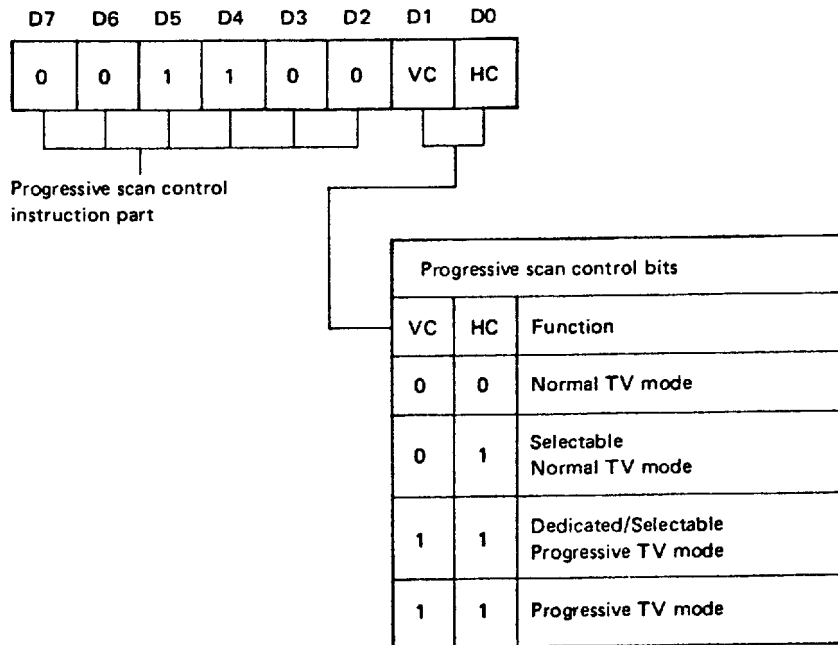 D7 D6 D5 D4 D3 D2 D1 D0
0 0 1 1 0 0 VC HC
Progressive scan control
instruction part
Progressive scan control bits
VC HC Function
0 0 Normal TV mode
0 1 Selectable
Normal TV mode
1 1 Dedicated/Selectable
Progressive TV mode
1 1 Progressive TV mode